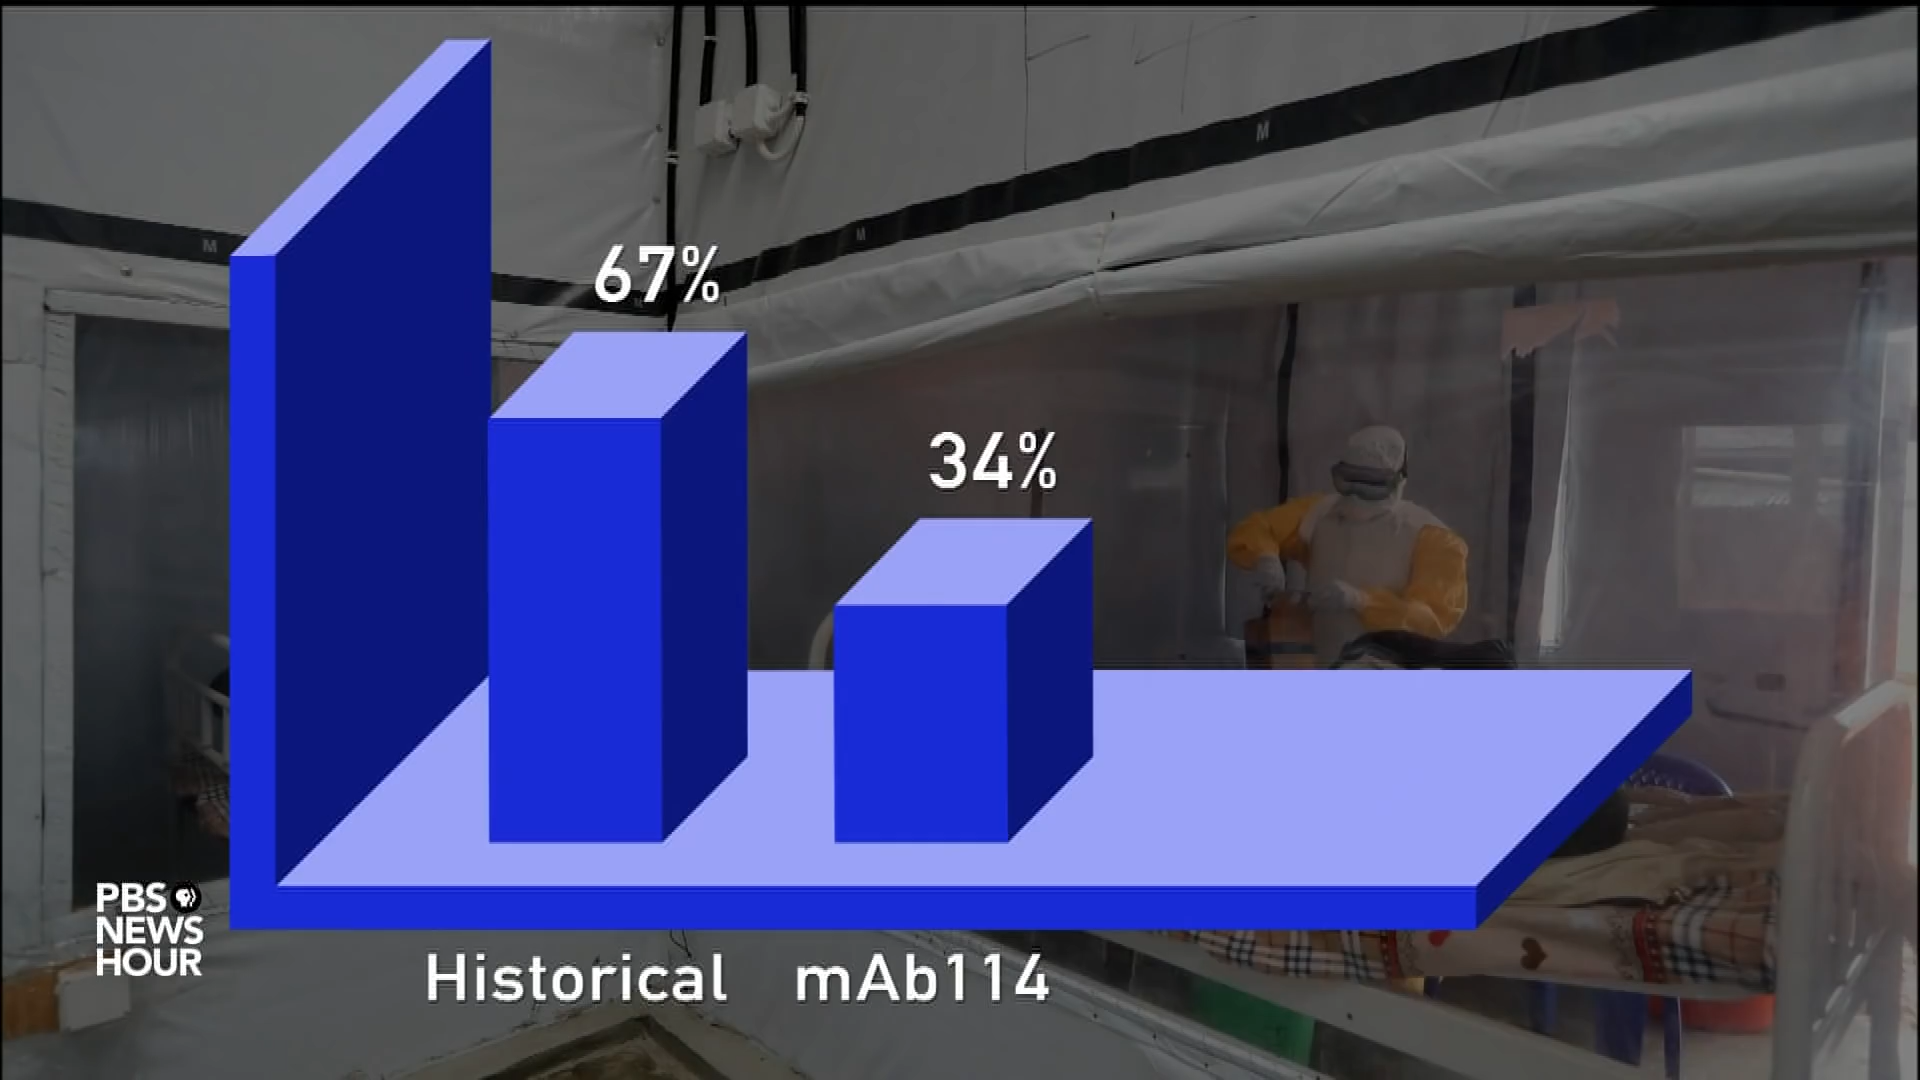 67%
34%
Historical
mAb114
PBS
NEWS
HOUR
M
M
M